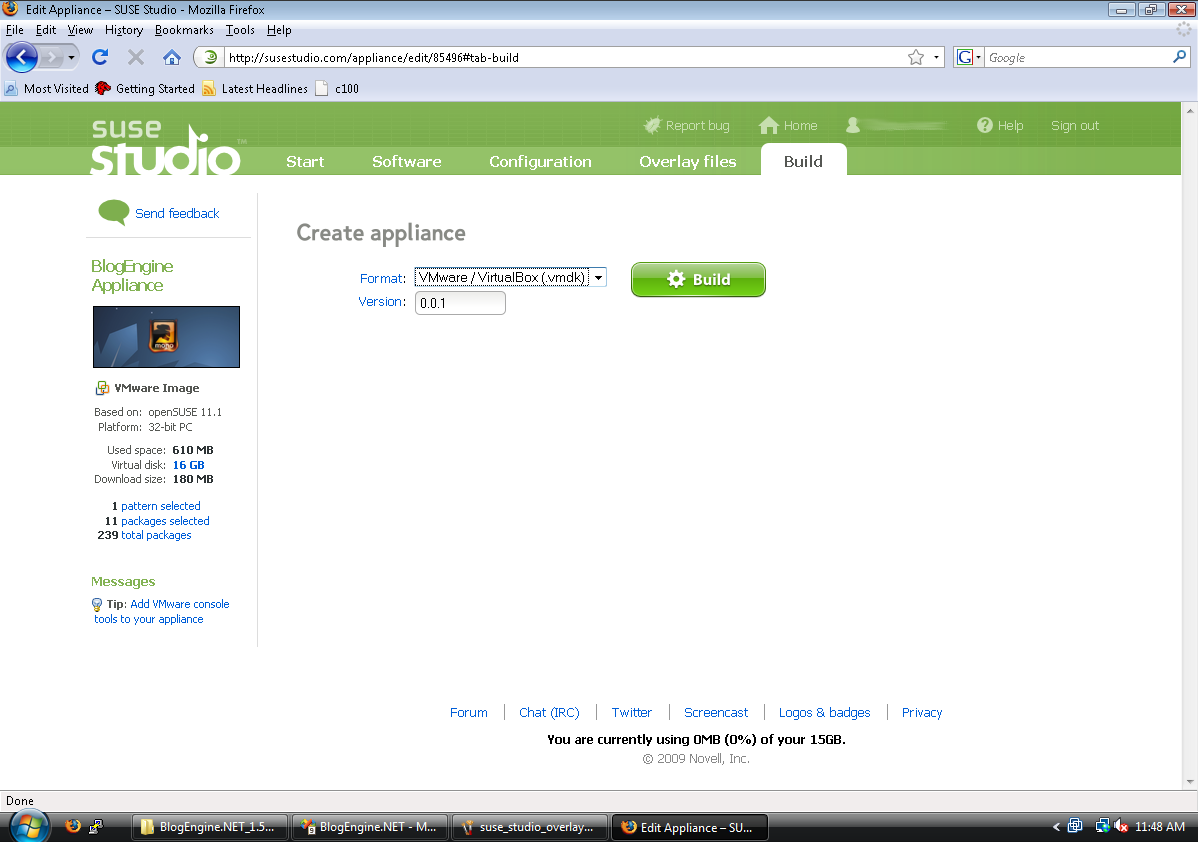 Edit Appliance – SUSE Studio - Mozilla Firefox
File Edit View History Bookmarks Tools Help
http://susestudio.com/appliance/edit/85496#tab-build
G Google
Most Visited Getting Started Latest Headlines c100
Report bug Home Help Sign out
suse
studio™
Start Software Configuration Overlay files Build
Send feedback
BlogEngine
Appliance
mono
VMware Image
Based on: openSUSE 11.1
Platform: 32-bit PC
Used space: 610 MB
Virtual disk: 16 GB
Download size: 180 MB
1 pattern selected
11 packages selected
239 total packages
Messages
Tip: Add VMware console
tools to your appliance
Create appliance
Format: VMware / VirtualBox (.vmdk)
Build
Version: 0.0.1
Forum Chat (IRC) Twitter Screencast Logos & badges Privacy
You are currently using 0MB (0%) of your 15GB.
© 2009 Novell, Inc.
Done
BlogEngine.NET_1.5... BlogEngine.NET - M... suse_studio_overlay... Edit Appliance – SU... 11:48 AM